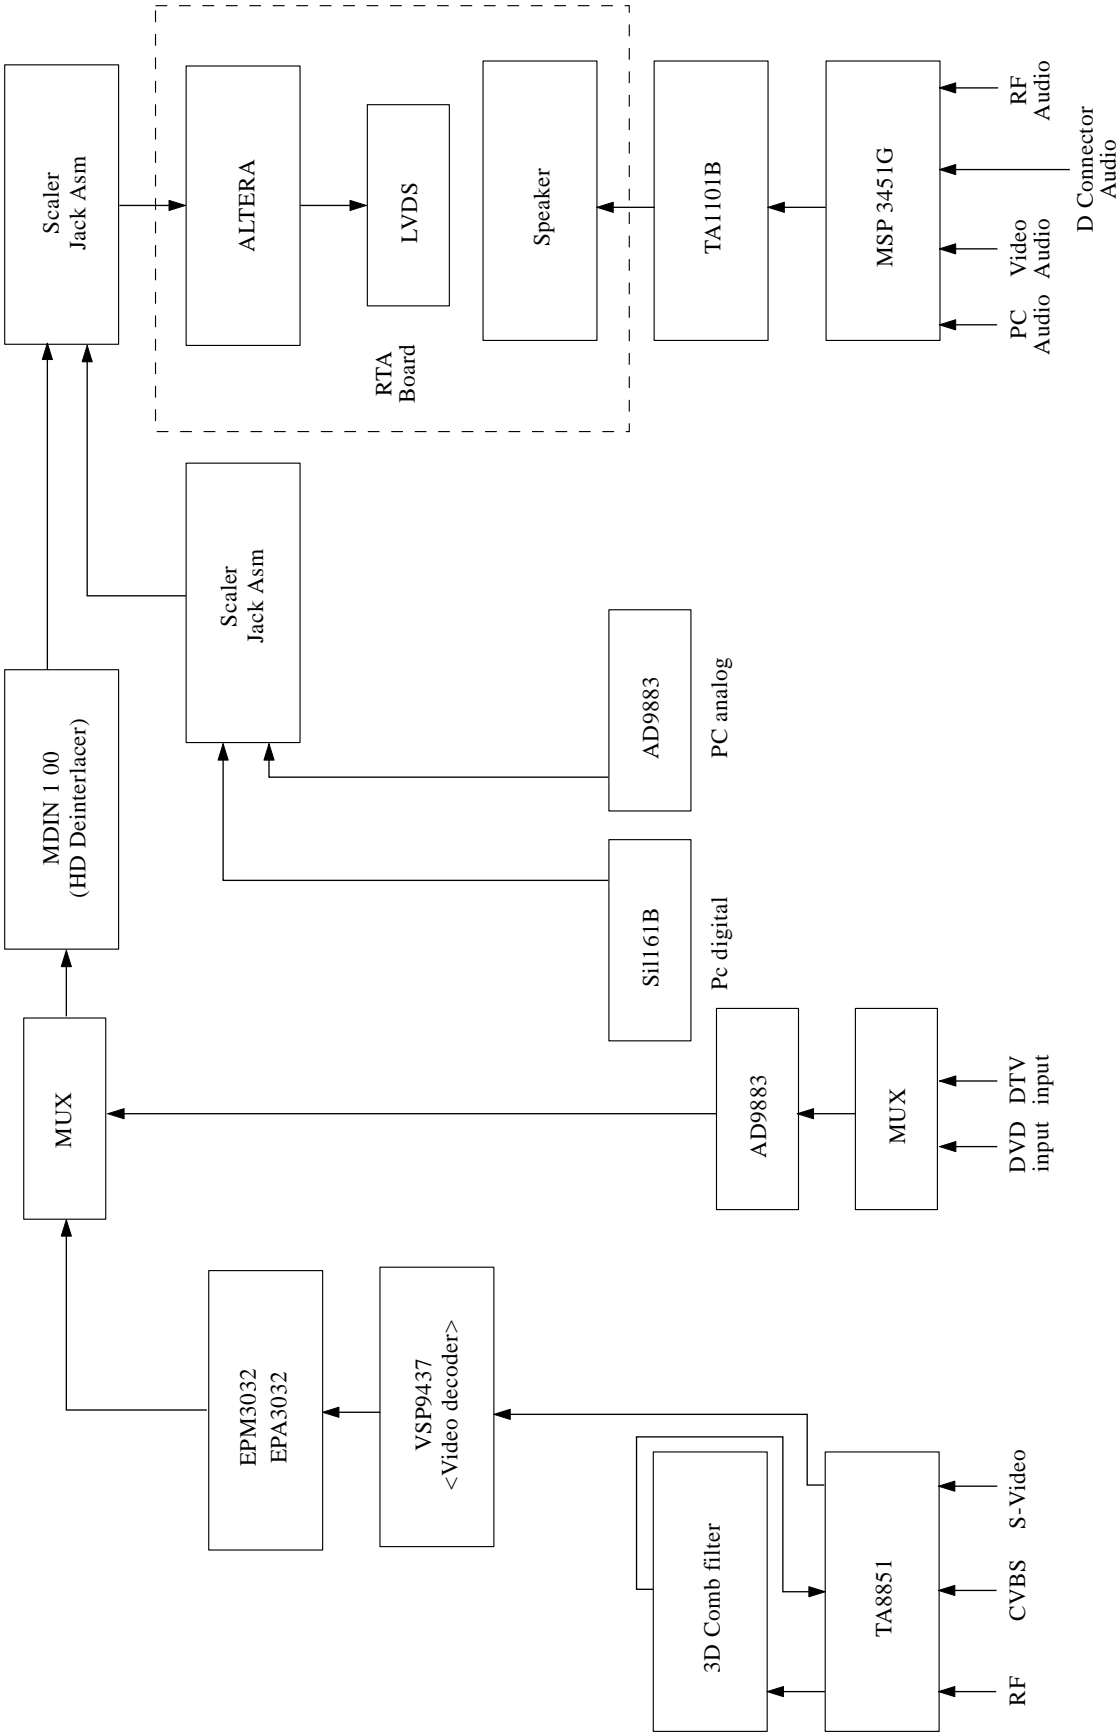 RF
CVBS
S-Video
TA8851
3D Comb filter
VSP9437
<Video decoder>
EPM3032
EPA3032
DVD
input
DTV
input
MUX
AD9883
MUX
MDIN 1 00
(HD Deinterlacer)
Sil161B
Pc digital
AD9883
PC analog
Scaler
Jack Asm
Scaler
Jack Asm
ALTERA
LVDS
RTA
Board
Speaker
TA1101B
MSP 3451G
PC
Audio
Video
Audio
D Connector
Audio
RF
Audio